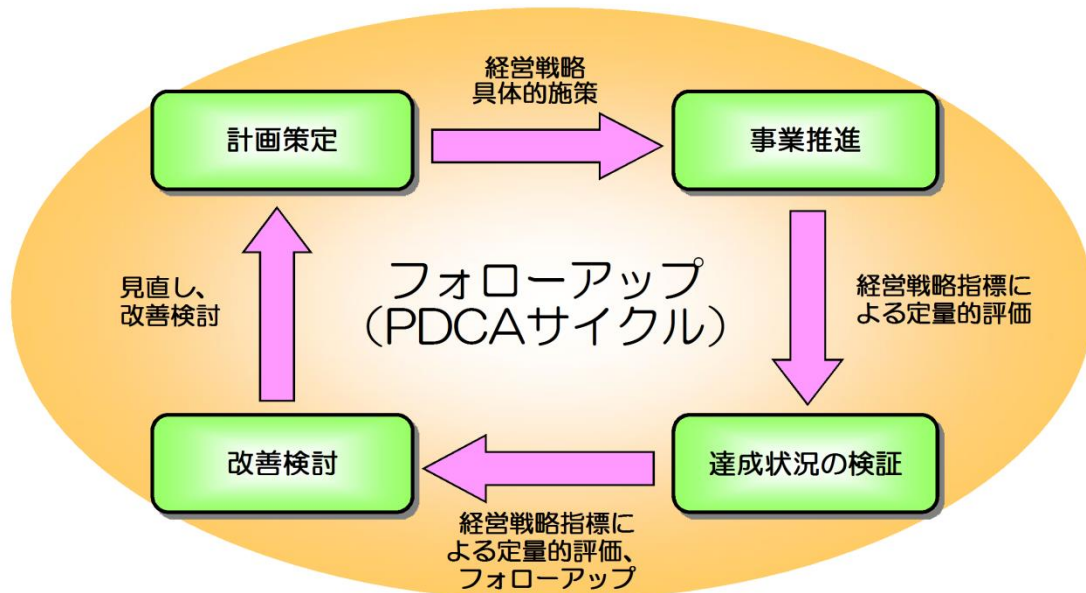 経営戦略
具体的施策
計画策定
事業推進
フォローアップ
（PDCAサイクル）
見直し、
改善検討
経営戦略指標に
よる定量的評価
改善検討
達成状況の検証
経営戦略指標に
よる定量的評価、
フォローアップ